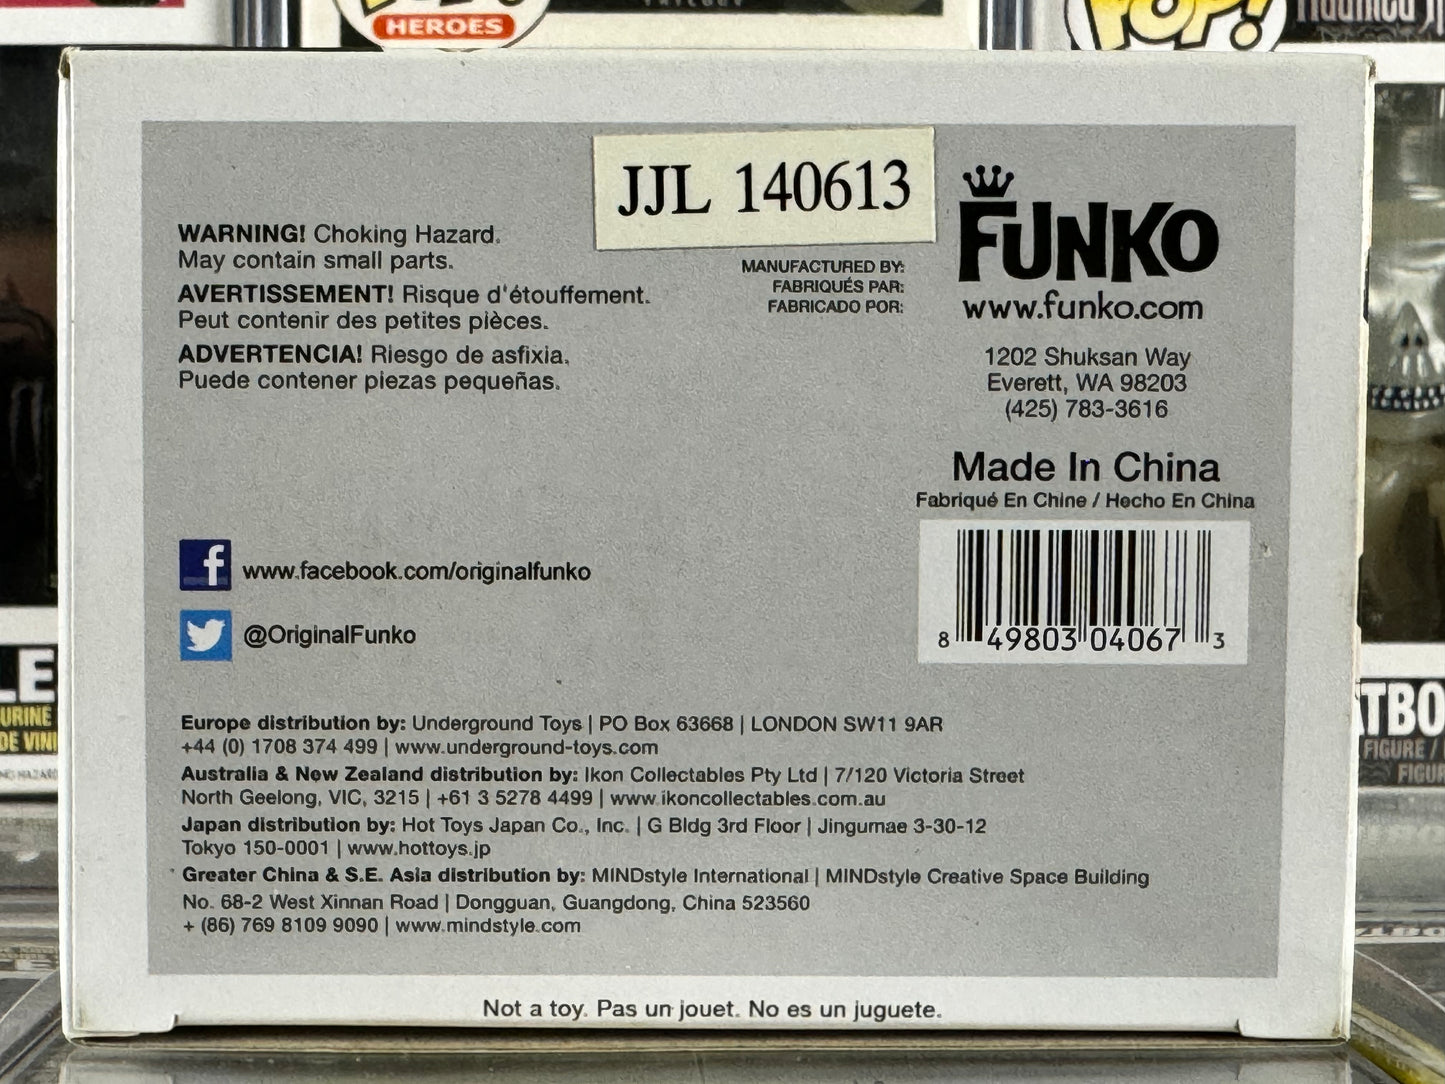 HEROES
POP!
JJL 140613
FUNKO
www.funko.com
WARNING! Choking Hazard.
May contain small parts.
AVERTISSEMENT! Risque d'étouffement.
Peut contenir des petites pièces.
ADVERTENCIA! Riesgo de asfixia.
Puede contener piezas pequeñas.
MANUFACTURED BY:
FABRIQUÉS PAR:
FABRICADO POR:
1202 Shuksan Way
Everett, WA 98203
(425) 783-3616
Made In China
Fabriqué En Chine / Hecho En China
8 49803 04067 3
f www.facebook.com/originalfunko
@OriginalFunko
Europe distribution by: Underground Toys | PO Box 63668 | LONDON SW11 9AR
+44 (0) 1708 374 499 | www.underground-toys.com
Australia & New Zealand distribution by: Ikon Collectables Pty Ltd | 7/120 Victoria Street
North Geelong, VIC, 3215 | +61 3 5278 4499 | www.ikoncollectables.com.au
Japan distribution by: Hot Toys Japan Co., Inc. | G Bldg 3rd Floor | Jingumae 3-30-12
Tokyo 150-0001 | www.hottoys.jp
Greater China & S.E. Asia distribution by: MINDstyle International | MINDstyle Creative Space Building
No. 68-2 West Xinnan Road | Dongguan, Guangdong, China 523560
+ (86) 769 8109 9090 | www.mindstyle.com
Not a toy. Pas un jouet. No es un juguete.
LE
URINE
DE VIN
TBO
FIGURE /
FIGU